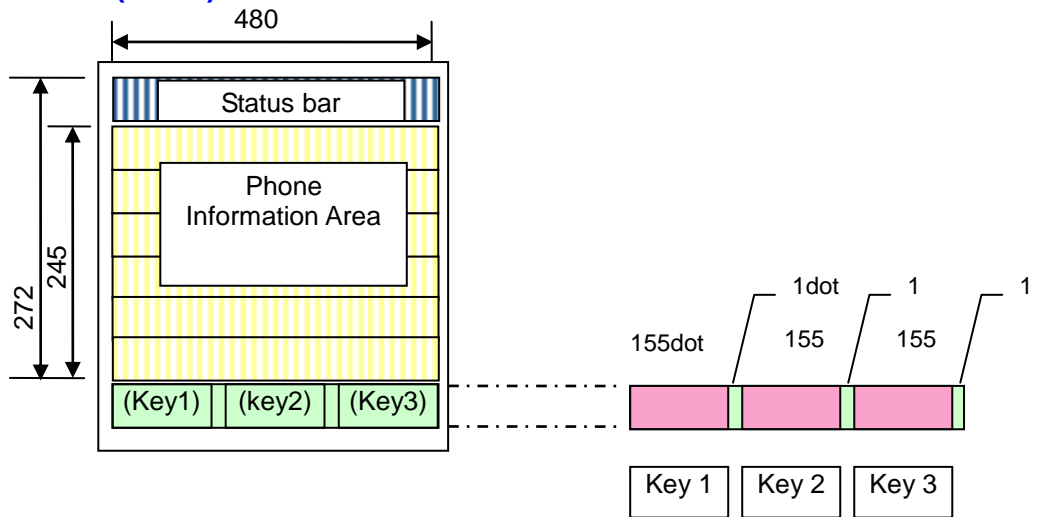 480
Status bar
Phone
Information Area
272
245
(Key1) (key2) (Key3)
1dot 1 1
155dot 155 155
Key 1 Key 2 Key 3